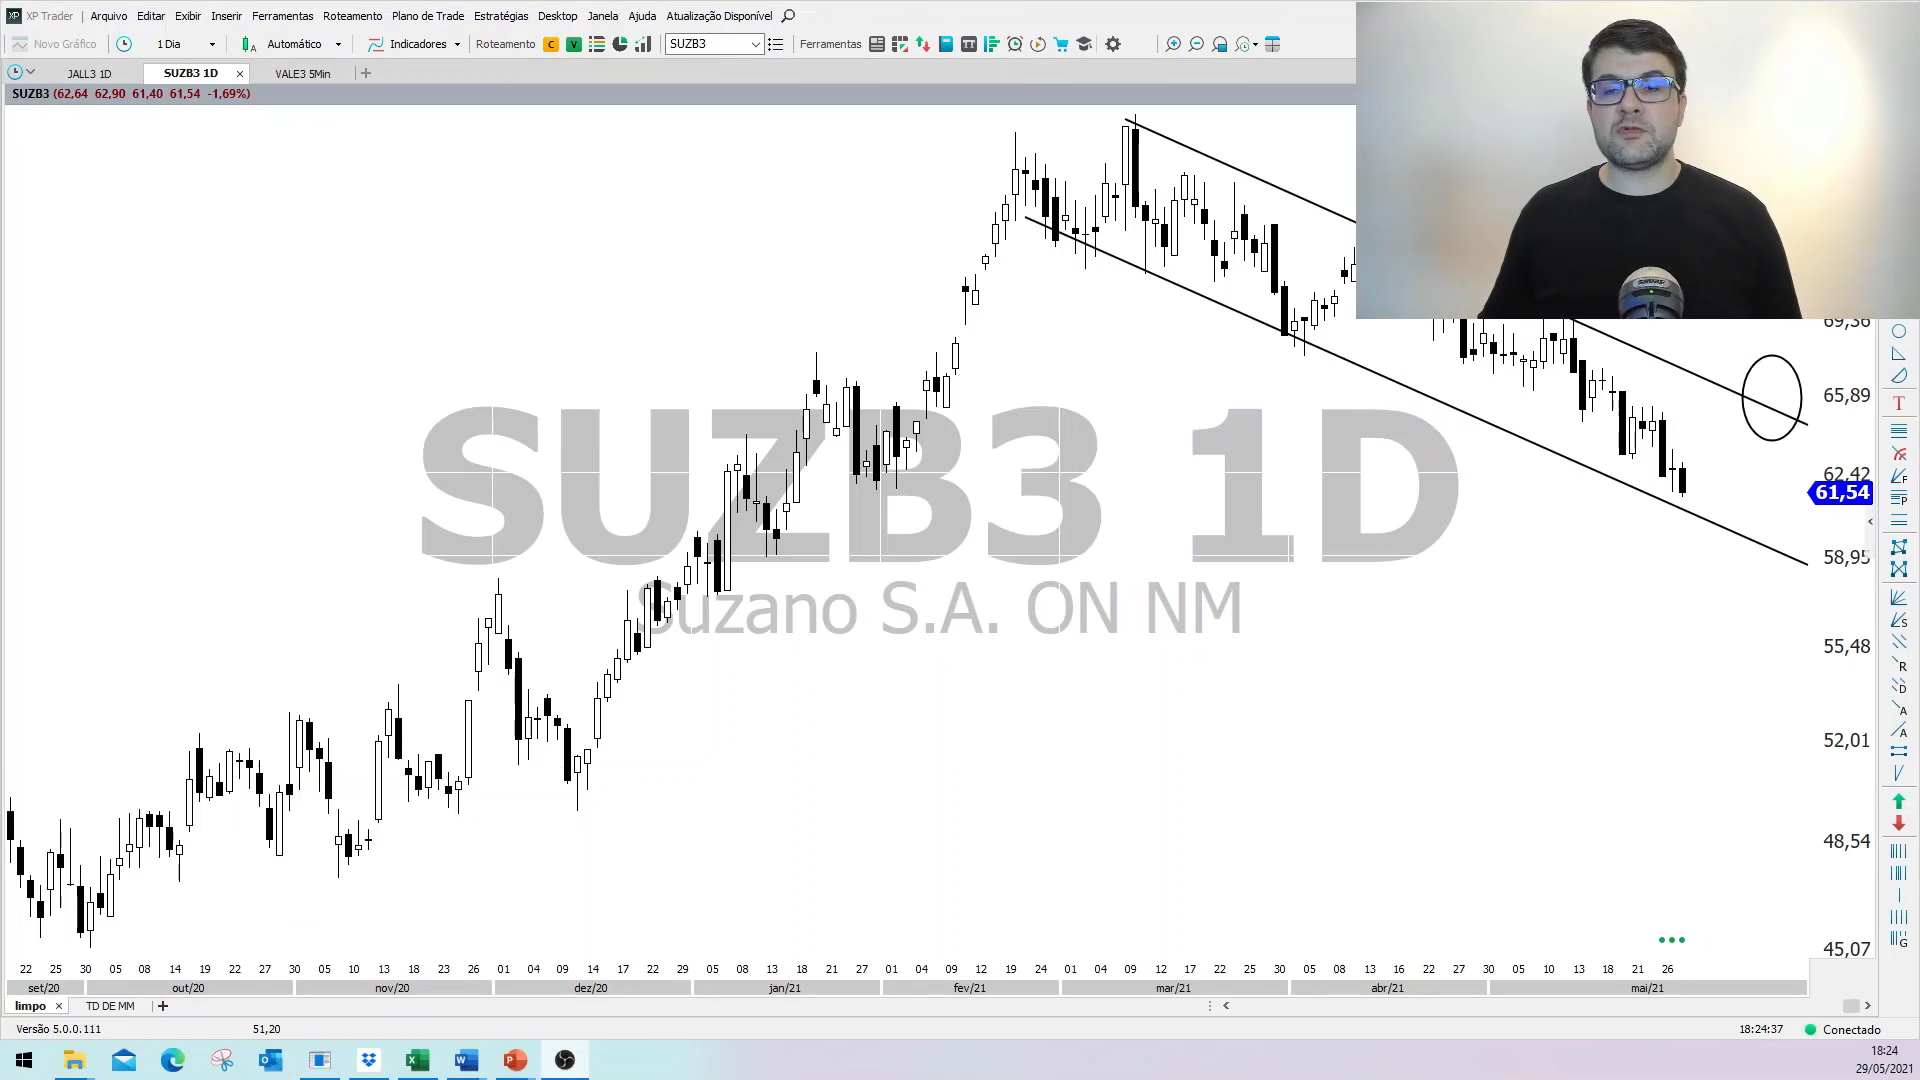 XP Trader Arquivo Editar Exibir Inserir Ferramentas Roteamento Plano de Trade Estratégias Desktop Janela Ajuda Atualização Disponível
Novo Gráfico 1 Dia Automático Indicadores Roteamento C V SUZB3 Ferramentas
JALL3 1D SUZB3 1D VALE3 5Min
SUZB3 (62,64 62,90 61,40 61,54 -1,69%)
69,36
65,89
62,42
61,54
58,95
55,48
52,01
48,54
45,07
SUZB3 1D
Suzano S.A. ON NM
22 25 30 05 08 14 19 22 27 30 05 10 13 18 23 26 01 04 09 14 17 22 29 05 08 13 18 21 27 01 04 09 12 19 24 01 04 09 12 17 22 25 30 05 08 13 16 22 27 30 05 10 13 18 21 26
set/20 out/20 nov/20 dez/20 jan/21 fev/21 mar/21 abr/21 mai/21
limpo TD DE MM
Versão 5.0.0.111 51,20 18:24:37 Conectado
18:24
29/05/2021